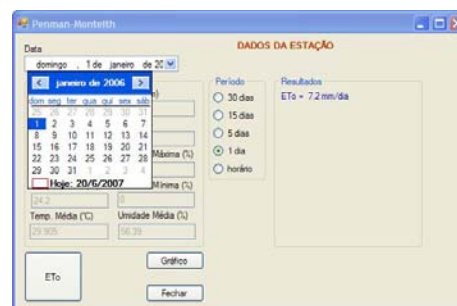 Penman-Monteith
Data
DADOS DA ESTAÇÃO
domingo , 1 de janeiro de 20
janeiro de 2006
dom seg ter qua qui sex sáb
25 26 27 28 29 30 31
1 2 3 4 5 6 7
8 9 10 11 12 13 14
15 16 17 18 19 20 21
22 23 24 25 26 27 28
29 30 31 1 2 3 4
Hoje: 20/6/2007
Máxima (%)
Mínima (%)
24.2
0
Temp. Média (°C)
Umidade Média (%)
29.905
56.39
ETo
Gráfico
Fechar
Período
30 dias
15 dias
5 dias
1 dia
horário
Resultados
ETo = 7.2 mm/dia